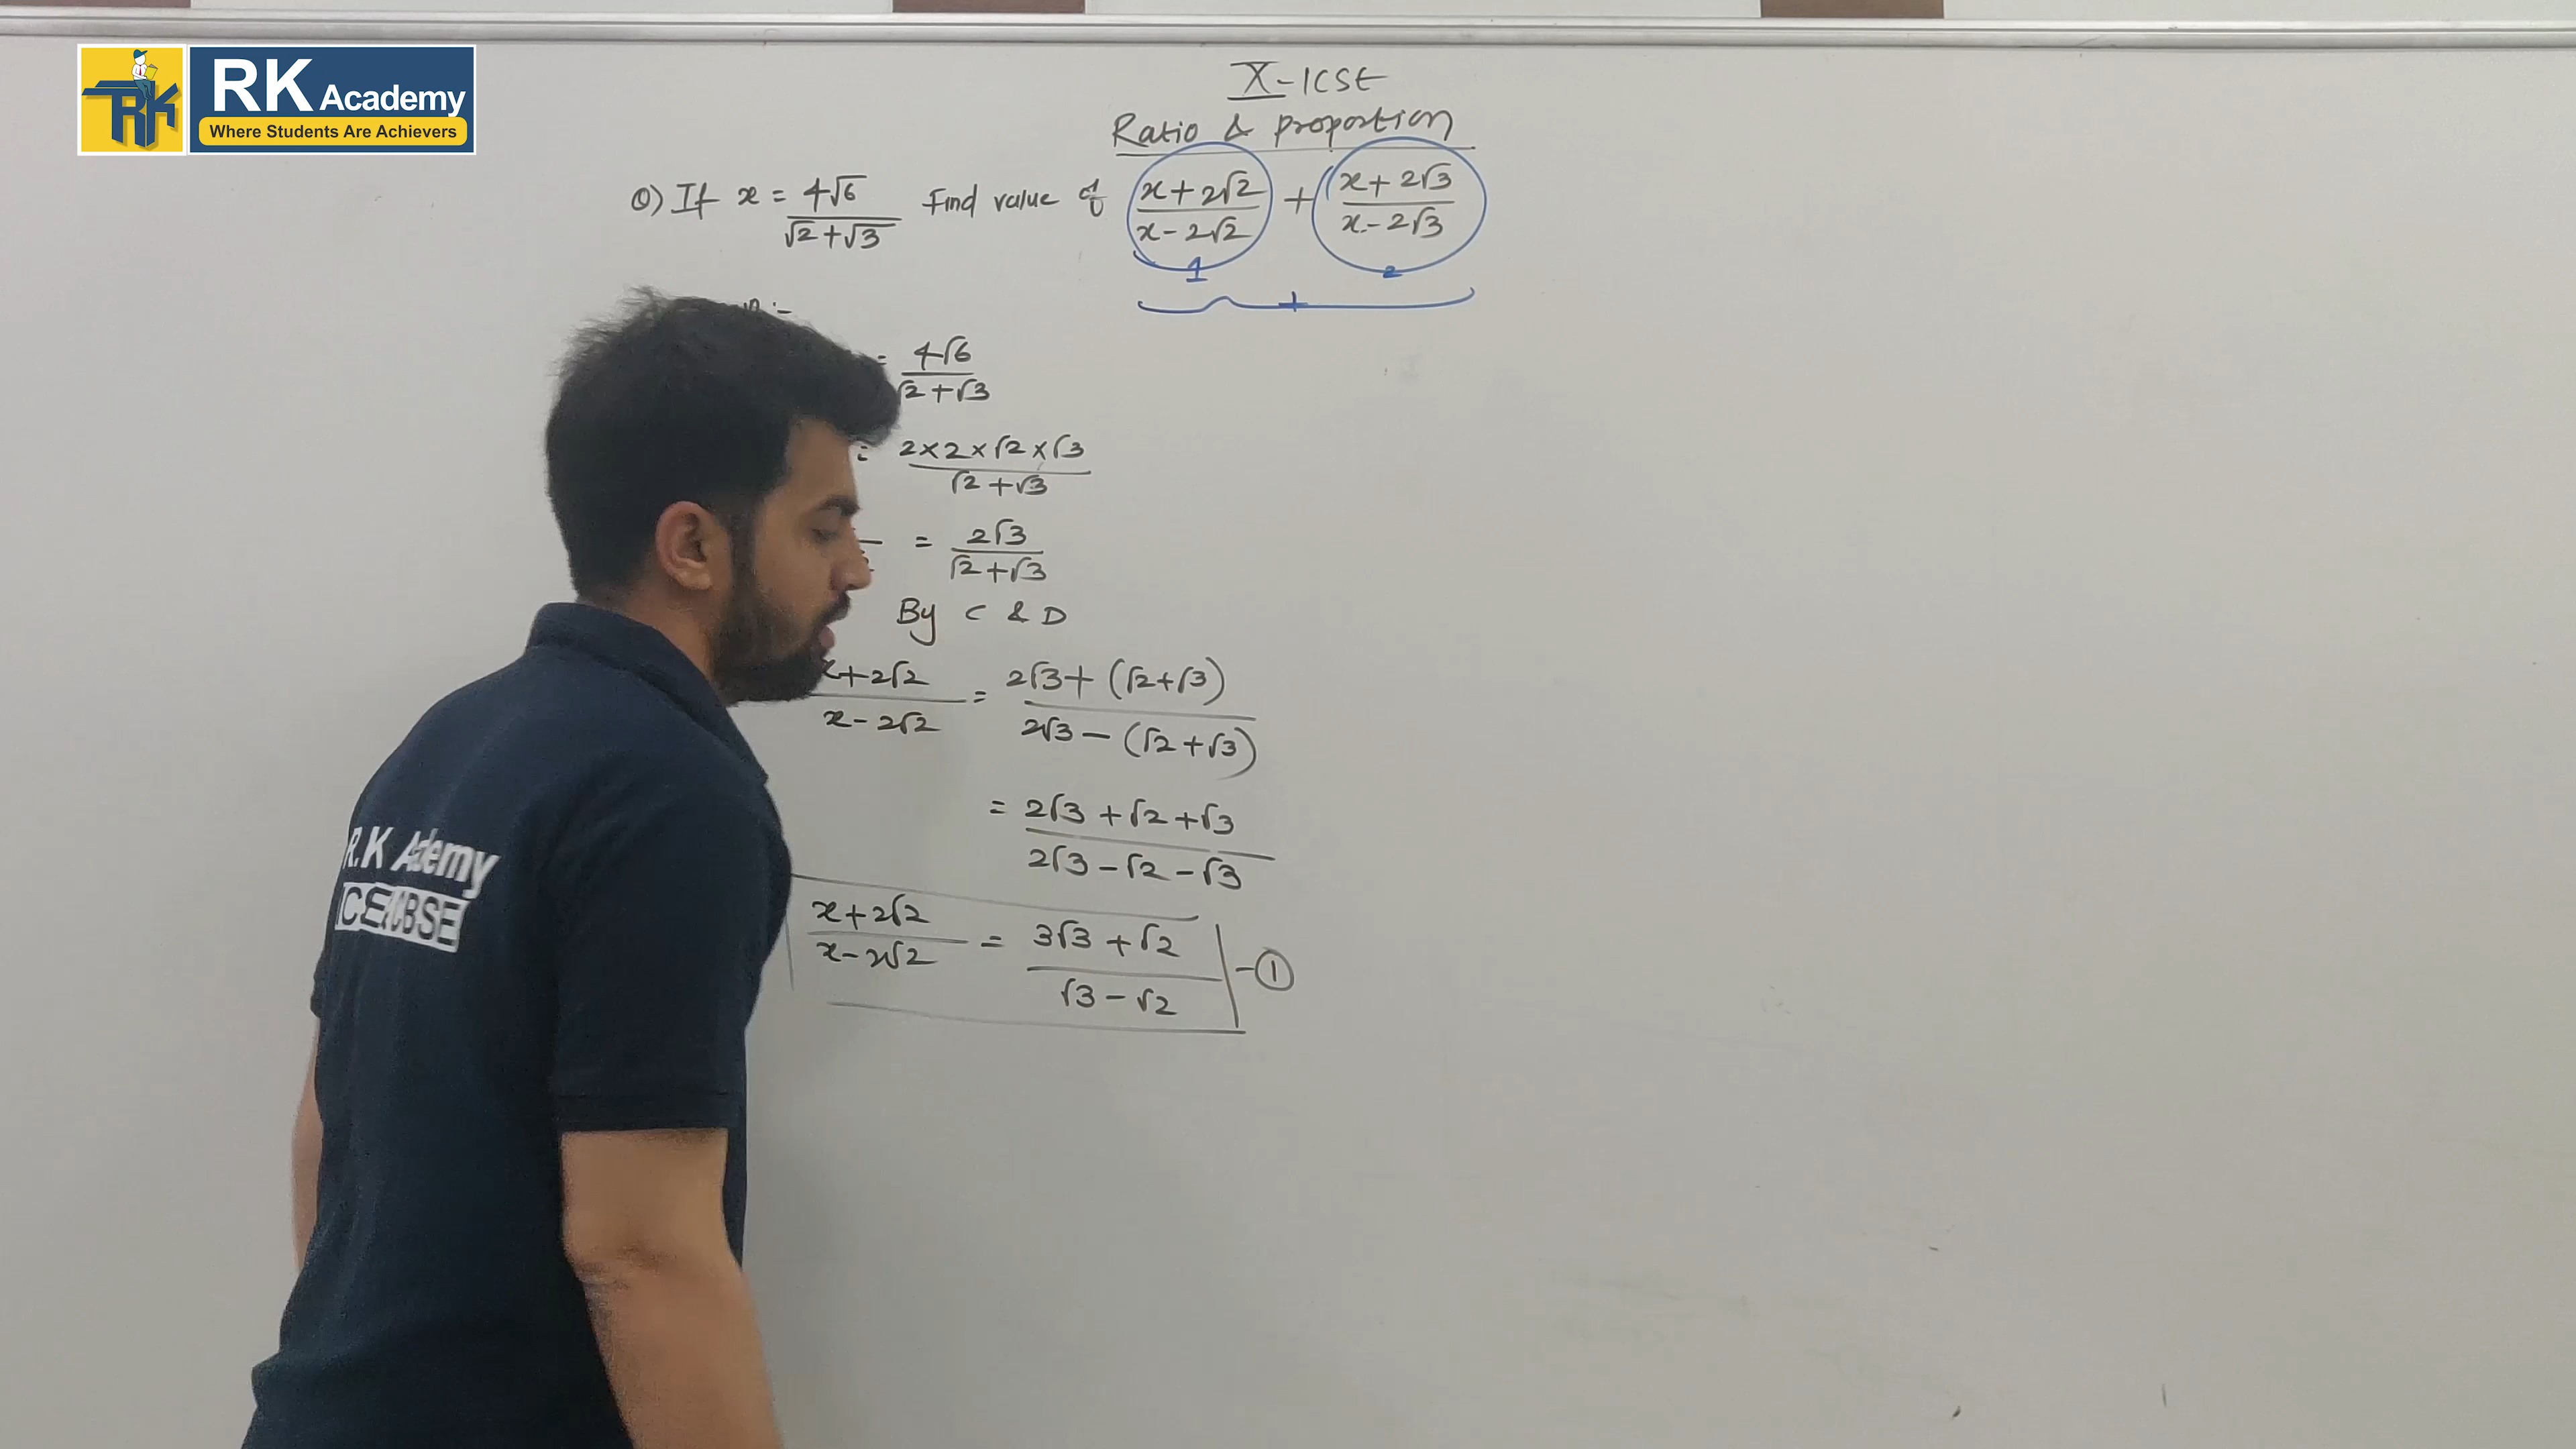 RK Academy
Where Students Are Achievers
X-ICSE
Ratio & proportion
Q) If x = 4√6 / √2+√3 Find value of x+2√2 / x-2√2 + x+2√3 / x-2√3
1 2
+
= 4√6 / √2+√3
= 2×2×√2×√3 / √2+√3
= 2√3 / √2+√3
By C & D
x+2√2 / x-2√2 = 2√3+(√2+√3) / 2√3-(√2+√3)
= 2√3+√2+√3 / 2√3-√2-√3
x+2√2 / x-2√2 = 3√3+√2 / √3-√2 -①
R.K Ademy
ICE/CBSE